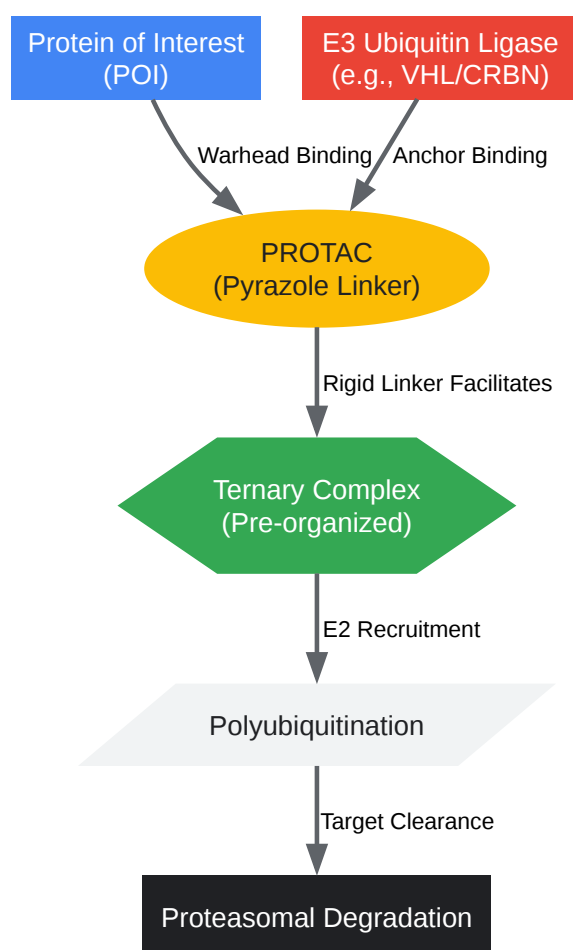 Protein of Interest
(POI)
E3 Ubiquitin Ligase
(e.g., VHL/CRBN)
Warhead Binding
Anchor Binding
PROTAC
(Pyrazole Linker)
Rigid Linker Facilitates
Ternary Complex
(Pre-organized)
E2 Recruitment
Polyubiquitination
Target Clearance
Proteasomal Degradation